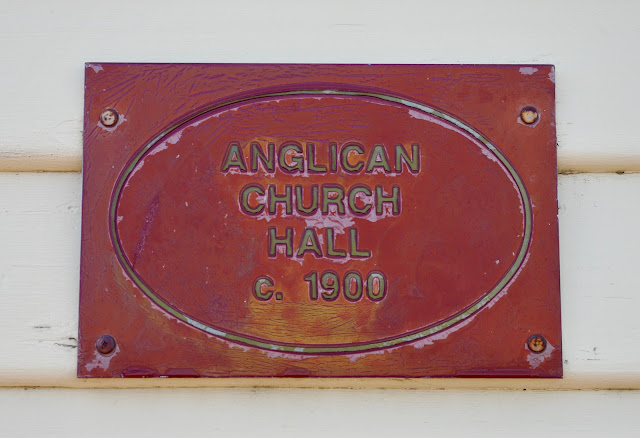 ANGLICAN
CHURCH
HALL
c. 1900